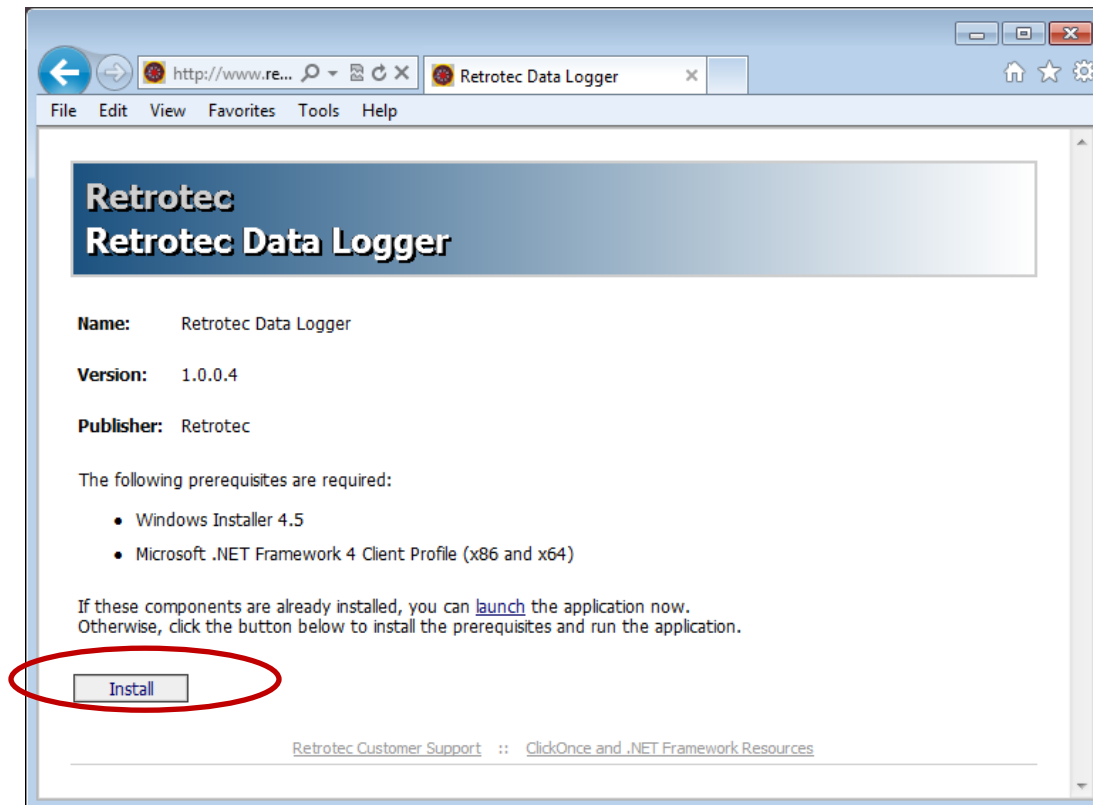 http://www.re...
Retrotec Data Logger
File Edit View Favorites Tools Help
Retrotec
Retrotec Data Logger
Name: Retrotec Data Logger
Version: 1.0.0.4
Publisher: Retrotec
The following prerequisites are required:
• Windows Installer 4.5
• Microsoft .NET Framework 4 Client Profile (x86 and x64)
If these components are already installed, you can launch the application now.
Otherwise, click the button below to install the prerequisites and run the application.
Install
Retrotec Customer Support :: ClickOnce and .NET Framework Resources